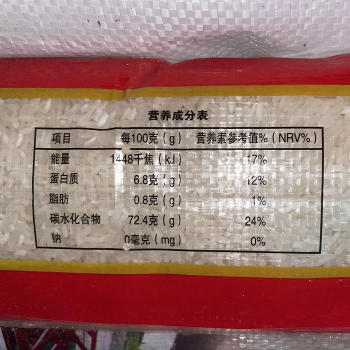 营养成分表
项目 每100克（g） 营养素参考值%（NRV%）
能量 1448千焦（kJ） 17%
蛋白质 6.8克（g） 12%
脂肪 0.8克（g） 1%
碳水化合物 72.4克（g） 24%
钠 0毫克（mg） 0%